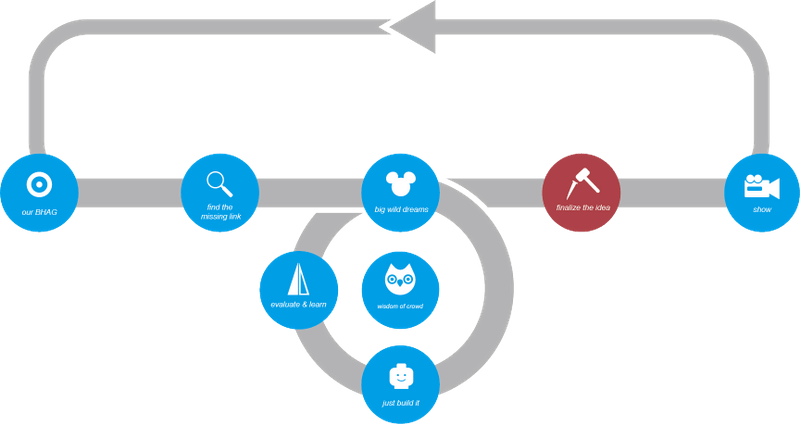 our BHAG
find the
missing link
big wild dreams
finalize the idea
show
evaluate & learn
wisdom of crowd
just build it